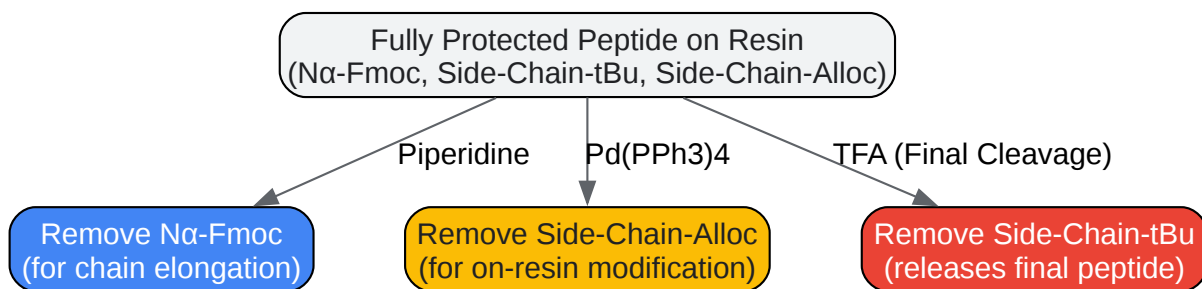 Fully Protected Peptide on Resin
(Nα-Fmoc, Side-Chain-tBu, Side-Chain-Alloc)
Piperidine
Pd(PPh3)4
TFA (Final Cleavage)
Remove Nα-Fmoc
(for chain elongation)
Remove Side-Chain-Alloc
(for on-resin modification)
Remove Side-Chain-tBu
(releases final peptide)